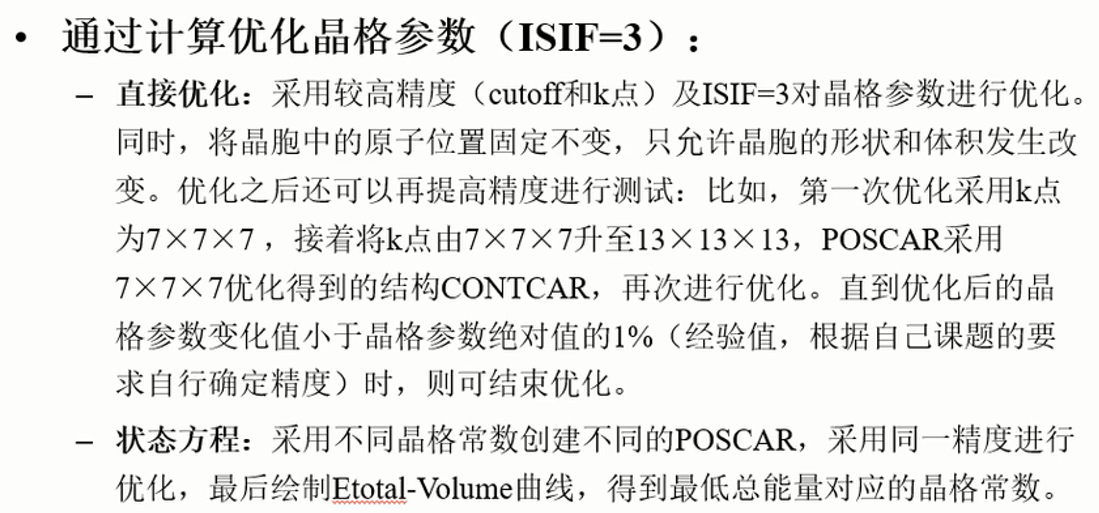 • 通过计算优化晶格参数（ISIF=3）：
– 直接优化：采用较高精度（cutoff和k点）及ISIF=3对晶格参数进行优化。
同时，将晶胞中的原子位置固定不变，只允许晶胞的形状和体积发生改
变。优化之后还可以再提高精度进行测试：比如，第一次优化采用k点
为7×7×7，接着将k点由7×7×7升至13×13×13，POSCAR采用
7×7×7优化得到的结构CONTCAR，再次进行优化。直到优化后的晶
格参数变化值小于晶格参数绝对值的1%（经验值，根据自己课题的要
求自行确定精度）时，则可结束优化。
– 状态方程：采用不同晶格常数创建不同的POSCAR，采用同一精度进行
优化，最后绘制Etotal-Volume曲线，得到最低总能量对应的晶格常数。